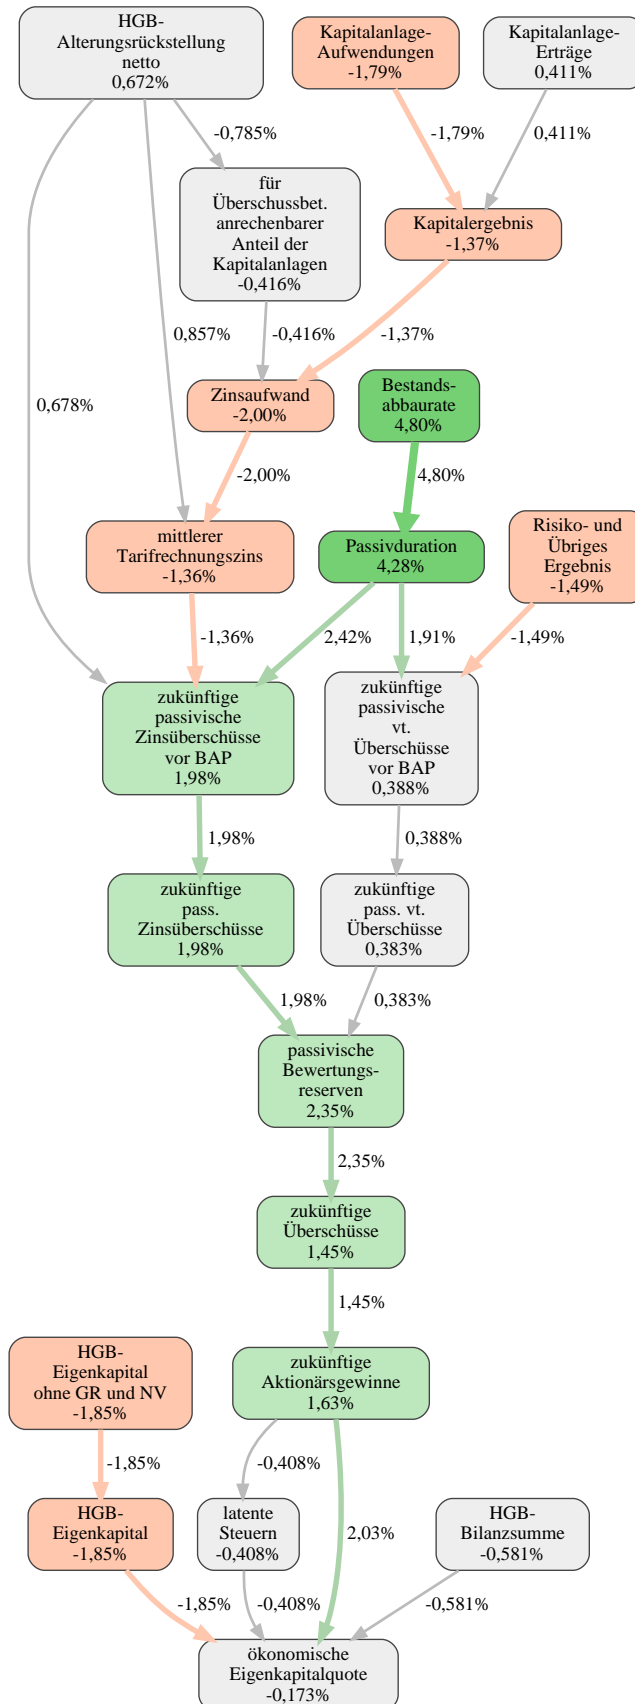 HGB-
Alterungsrückstellung
netto
0,672%
Kapitalanlage-
Aufwendungen
-1,79%
Kapitalanlage-
Erträge
0,411%
-0,785%
-1,79%
0,411%
für
Überschussbet.
anrechenbarer
Anteil der
Kapitalanlagen
-0,416%
Kapitalergebnis
-1,37%
0,857%
-0,416%
-1,37%
0,678%
Zinsaufwand
-2,00%
Bestands-
abbaurate
4,80%
-2,00%
4,80%
mittlerer
Tarifrechnungszins
-1,36%
Passivduration
4,28%
Risiko- und
Übriges
Ergebnis
-1,49%
-1,36%
2,42%
1,91%
-1,49%
zukünftige
passivische
Zinsüberschüsse
vor BAP
1,98%
zukünftige
passivische
vt.
Überschüsse
vor BAP
0,388%
1,98%
0,388%
zukünftige
pass.
Zinsüberschüsse
1,98%
zukünftige
pass. vt.
Überschüsse
0,383%
1,98%
0,383%
passivische
Bewertungs-
reserven
2,35%
2,35%
zukünftige
Überschüsse
1,45%
1,45%
HGB-
Eigenkapital
ohne GR und NV
-1,85%
zukünftige
Aktionärsgewinne
1,63%
-1,85%
-0,408%
2,03%
HGB-
Eigenkapital
-1,85%
latente
Steuern
-0,408%
HGB-
Bilanzsumme
-0,581%
-1,85%
-0,408%
-0,581%
ökonomische
Eigenkapitalquote
-0,173%